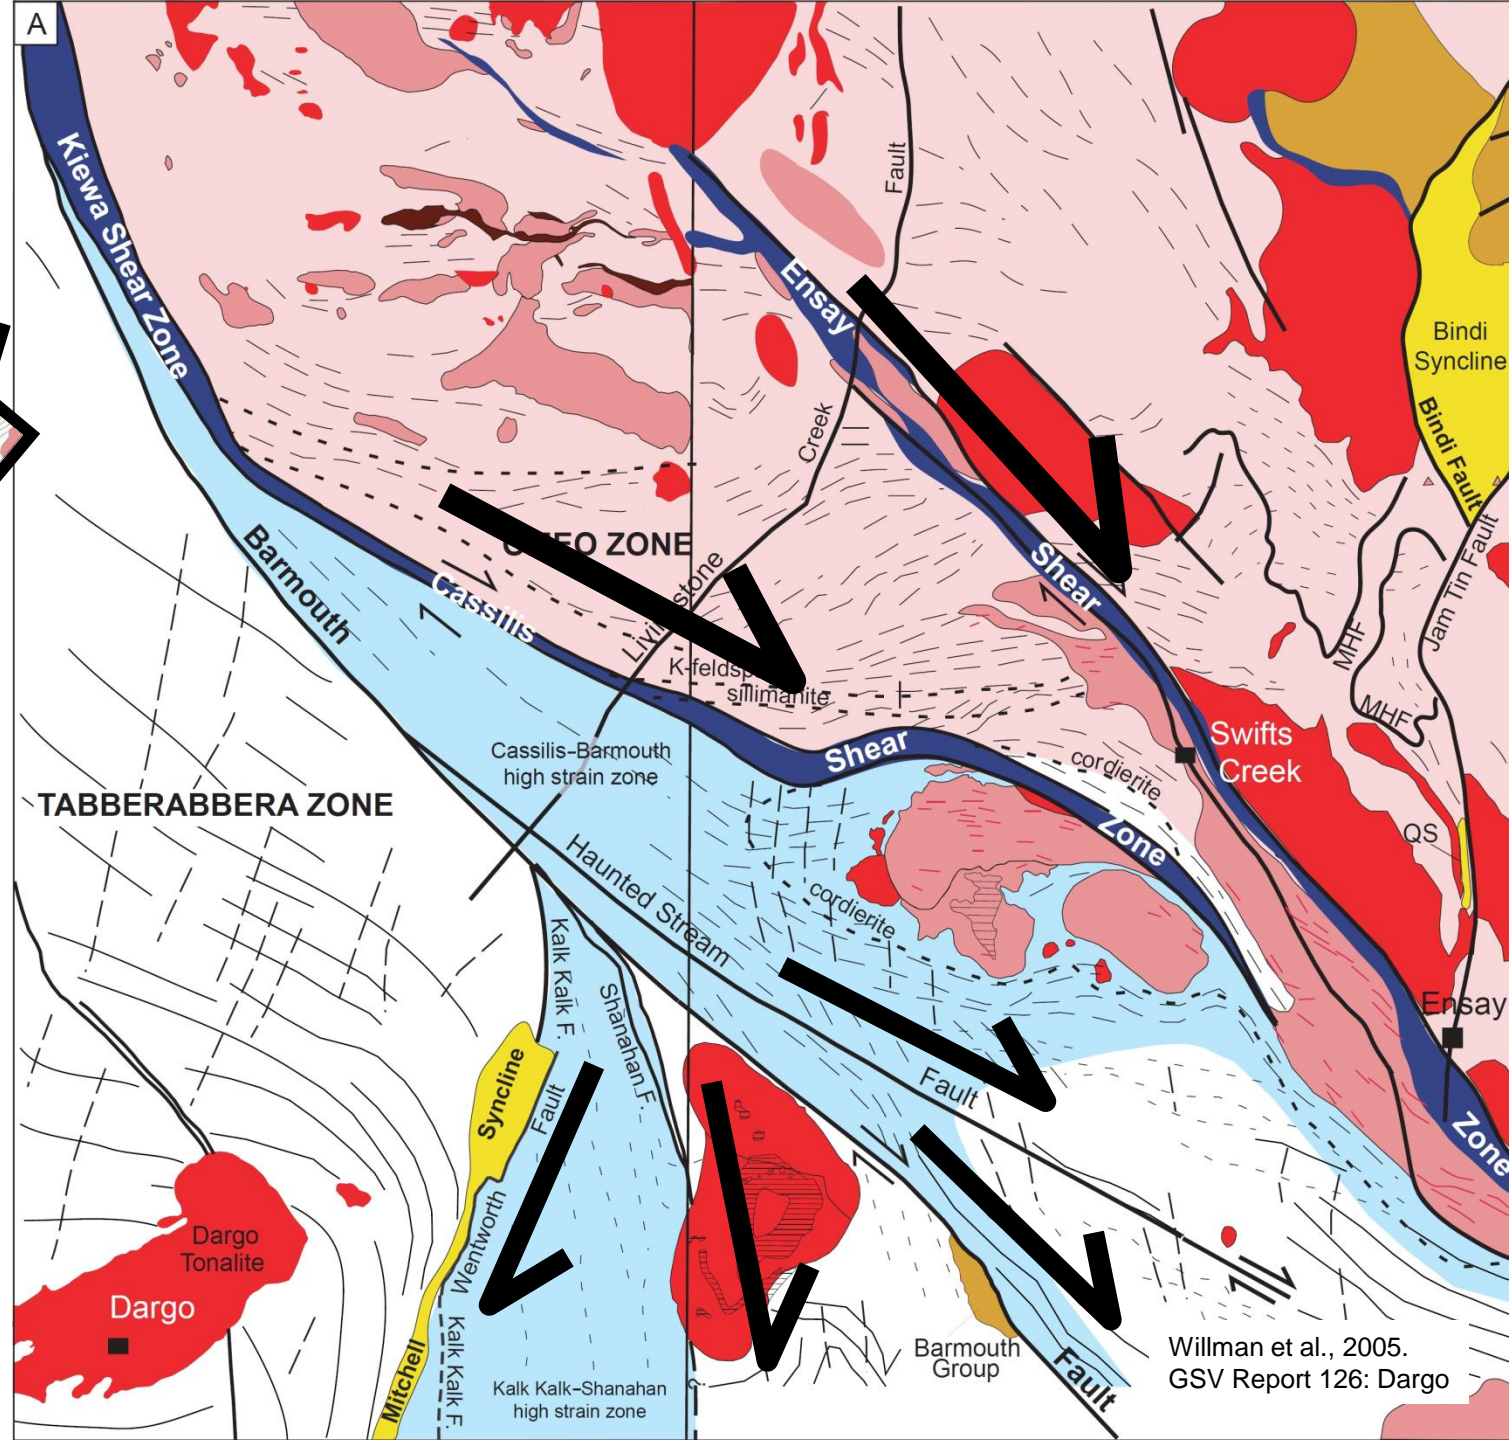 A
Kiewa Shear Zone
Ensay
Fault
Creek
Bindi
Syncline
Bindi Fault
Jam Tin Fault
ZONE
Barmouth
Cassilis
Shear
MHF
MHF
K-feldsp
sillimanite
Swifts
Creek
Shear
cordierite
Zone
QS
Cassilis–Barmouth
high strain zone
TABBERABBERA ZONE
Haunted Stream
cordierite
Ensay
Kalk Kalk F.
Shanahan F.
Fault
Zone
Syncline
Fault
Wentworth
Dargo
Tonalite
Dargo
Mitchell
Kalk Kalk F.
Kalk Kalk–Shanahan
high strain zone
Barmouth
Group
Fault
Willman et al., 2005.
GSV Report 126: Dargo